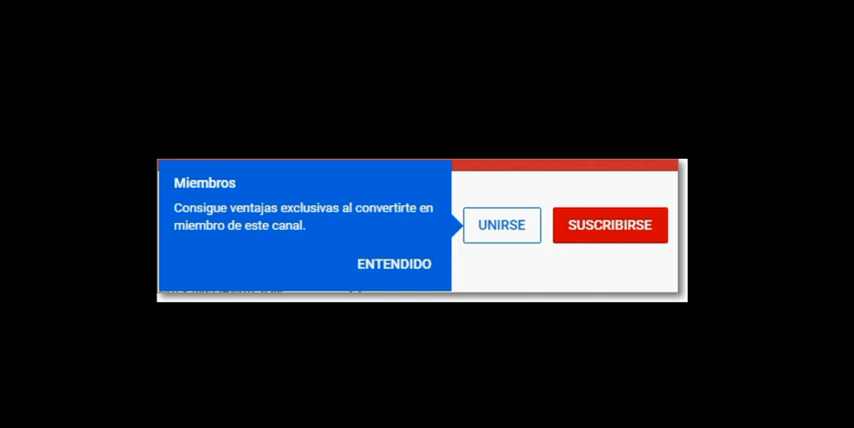 Miembros
Consigue ventajas exclusivas al convertirte en
miembro de este canal.
ENTENDIDO
UNIRSE
SUSCRIBIRSE